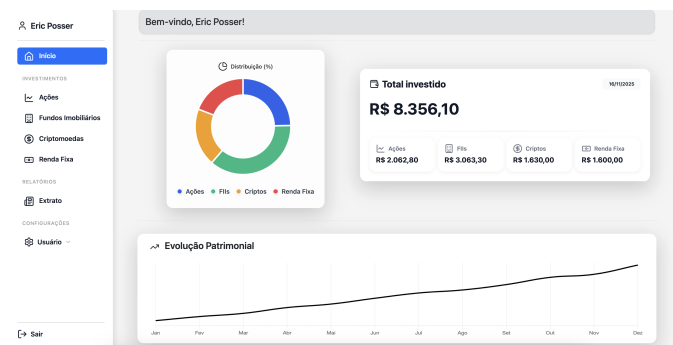 Eric Posser
Início
INVESTIMENTOS
Ações
Fundos Imobiliários
Criptomoedas
Renda Fixa
RELATÓRIOS
Extrato
CONFIGURAÇÕES
Usuário
Sair
Bem-vindo, Eric Posser!
Distribuição (%)
Ações FIIs Criptos Renda Fixa
Total investido
16/11/2025
R$ 8.356,10
Ações FIIs Criptos Renda Fixa
R$ 2.062,80 R$ 3.063,30 R$ 1.630,00 R$ 1.600,00
Evolução Patrimonial
Jan Fev Mar Abr Mai Jun Jul Ago Set Out Nov Dez